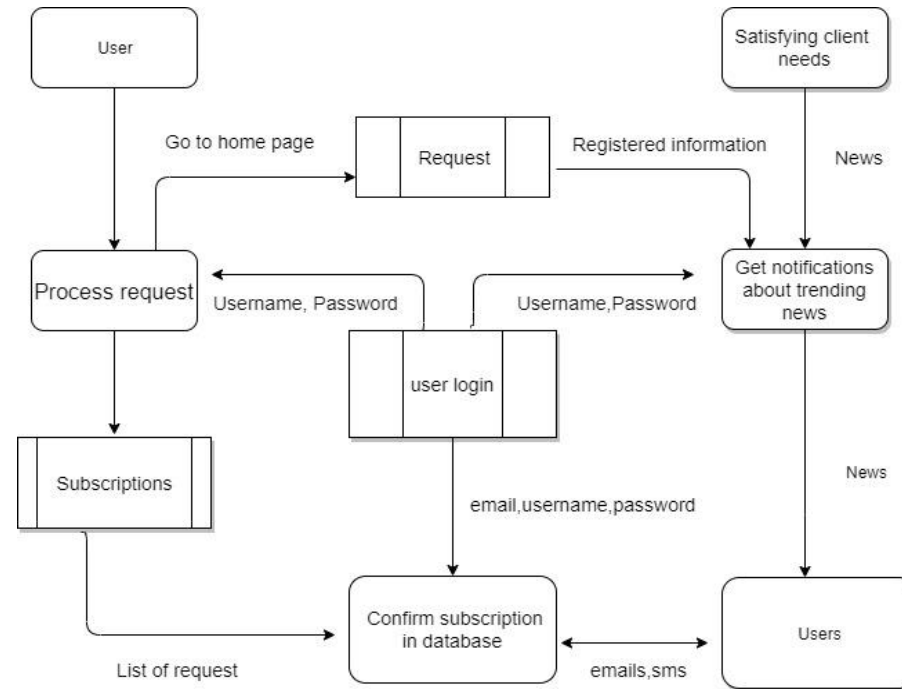 User
Satisfying client
needs
Go to home page
Request
Registered information
News
Process request
Username, Password
Username,Password
Get notifications
about trending
news
user login
Subscriptions
email,username,password
News
Confirm subscription
in database
Users
List of request
emails,sms